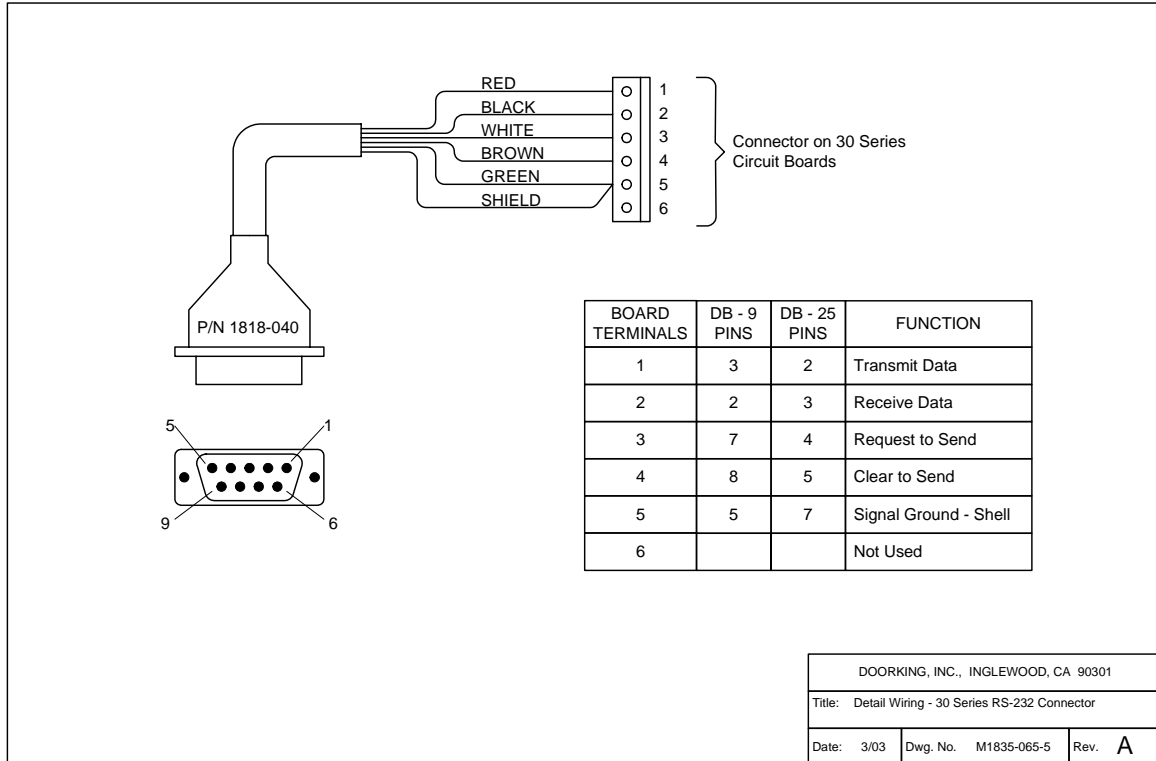 RED
BLACK
WHITE
BROWN
GREEN
SHIELD
1
2
3
4
5
6
Connector on 30 Series
Circuit Boards
P/N 1818-040
5
1
9
6
BOARD TERMINALS DB - 9 PINS DB - 25 PINS FUNCTION
1 3 2 Transmit Data
2 2 3 Receive Data
3 7 4 Request to Send
4 8 5 Clear to Send
5 5 7 Signal Ground - Shell
6 Not Used
DOORKING, INC., INGLEWOOD, CA 90301
Title: Detail Wiring - 30 Series RS-232 Connector
Date: 3/03 Dwg. No. M1835-065-5 Rev. A